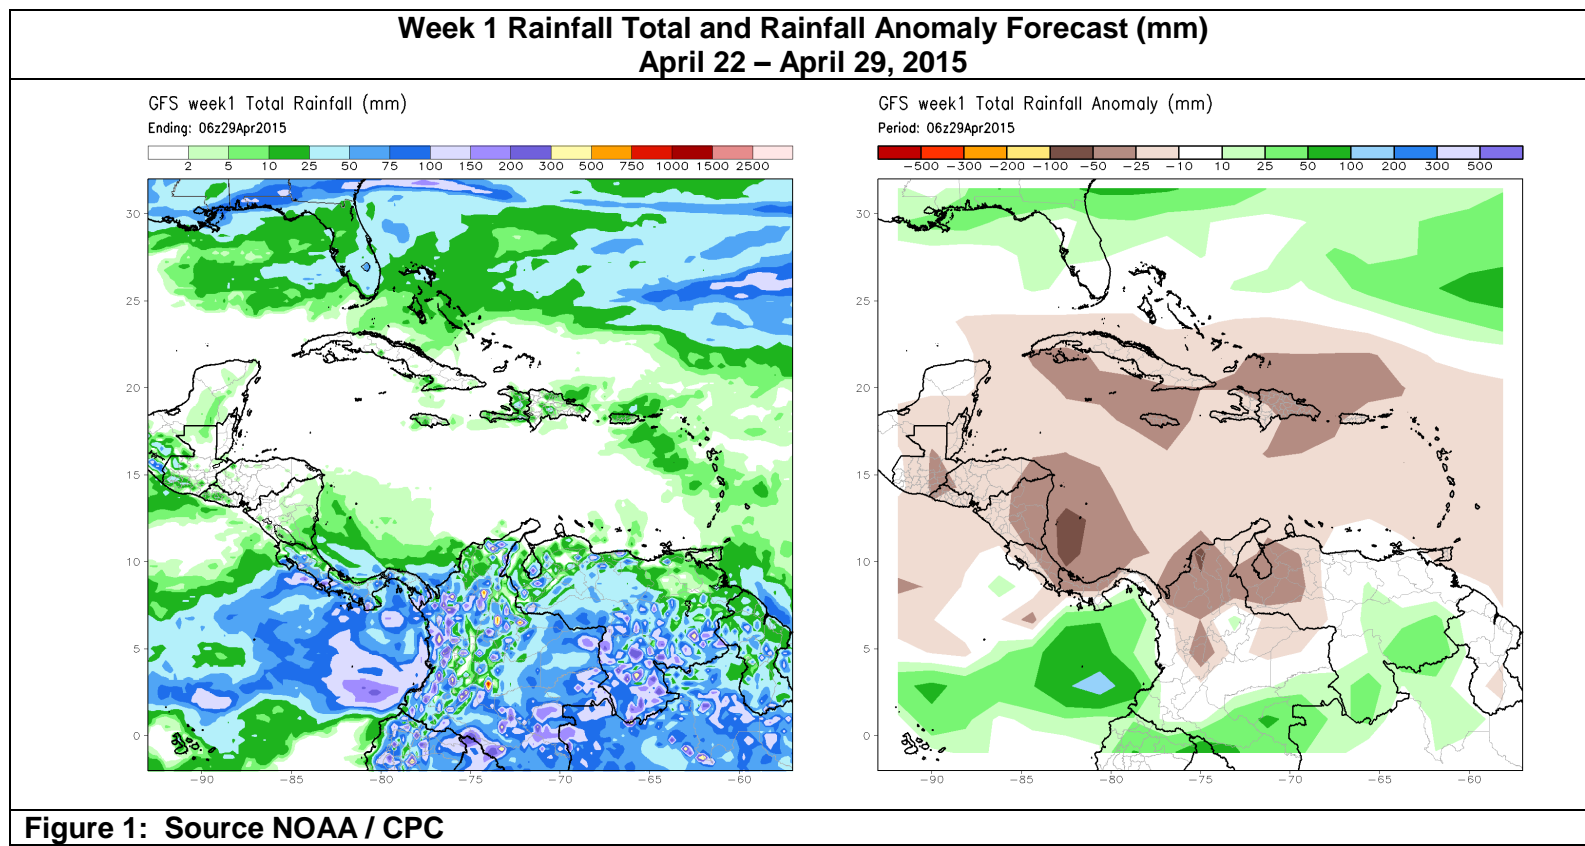 Week 1 Rainfall Total and Rainfall Anomaly Forecast (mm)
April 22 – April 29, 2015
GFS week1 Total Rainfall (mm)
Ending: 06z29Apr2015
2 5 10 25 50 75 100 150 200 300 500 750 1000 1500 2500
30
25
20
15
10
5
0
−90 −85 −80 −75 −70 −65 −60
GFS week1 Total Rainfall Anomaly (mm)
Period: 06z29Apr2015
−500 −300 −200 −100 −50 −25 −10 10 25 50 100 200 300 500
30
25
20
15
10
5
0
−90 −85 −80 −75 −70 −65 −60
Figure 1: Source NOAA / CPC